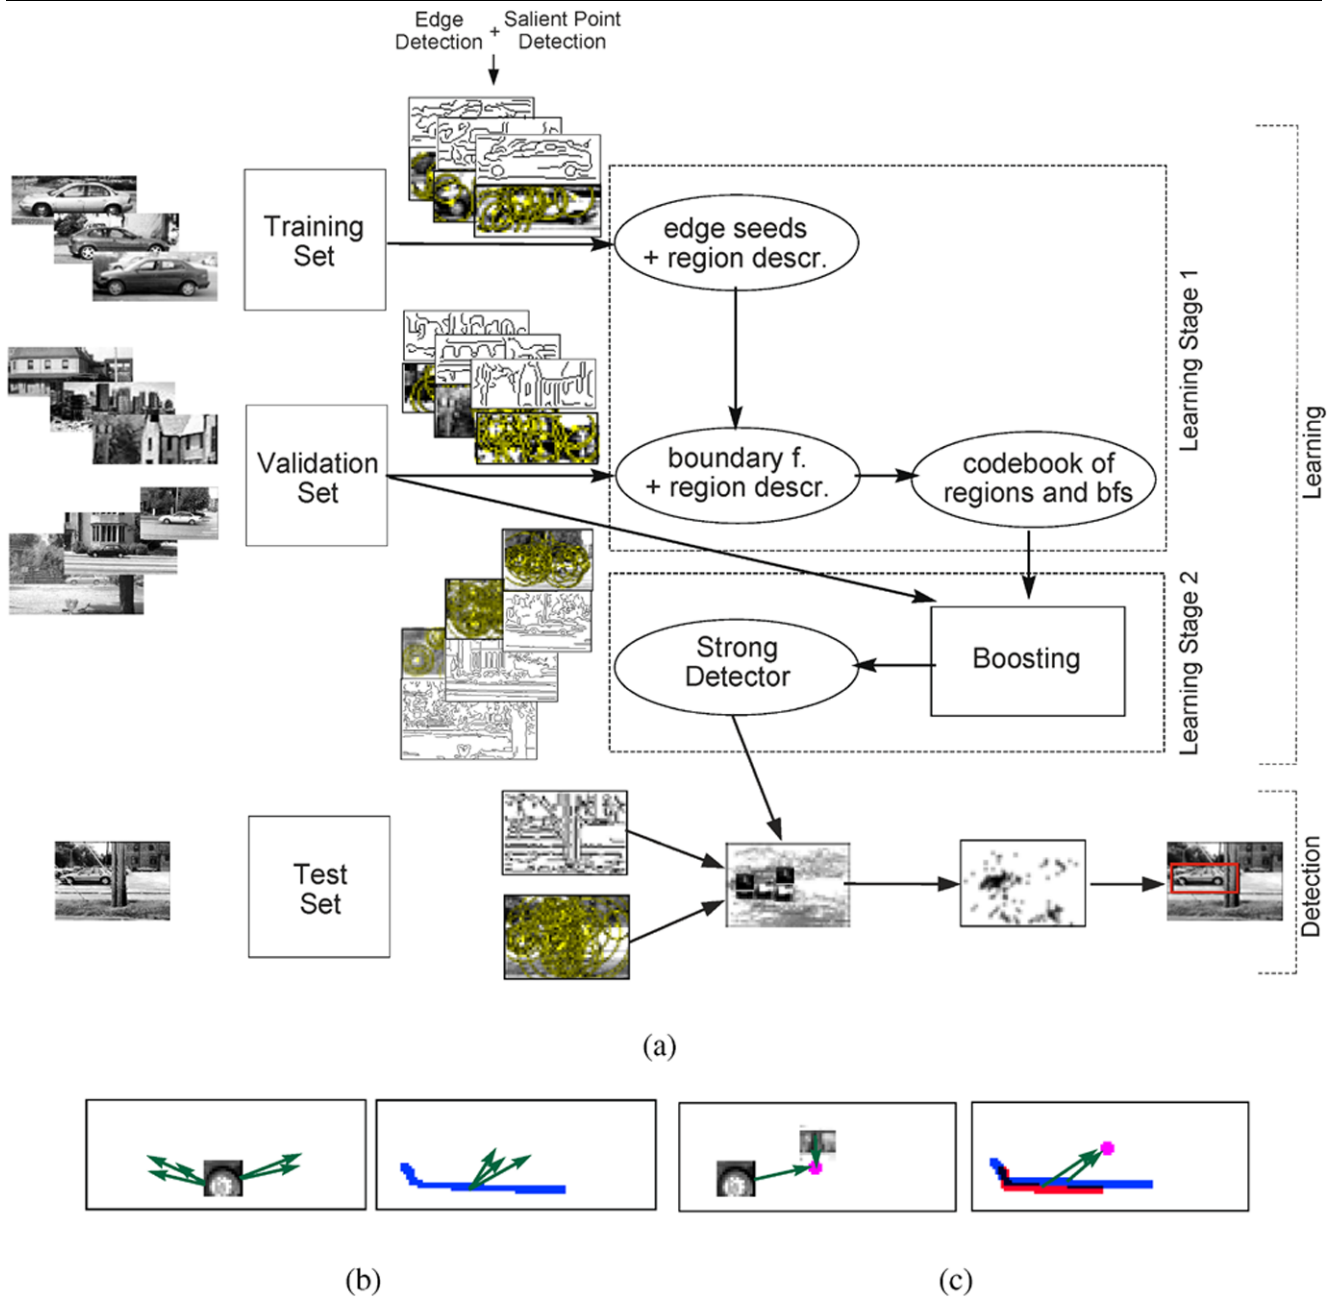 Edge
Detection
+
Salient Point
Detection
Training
Set
edge seeds
+ region descr.
Learning Stage 1
Validation
Set
boundary f.
+ region descr.
codebook of
regions and bfs
Learning
Strong
Detector
Boosting
Learning Stage 2
Test
Set
Detection
(a)
(b)
(c)